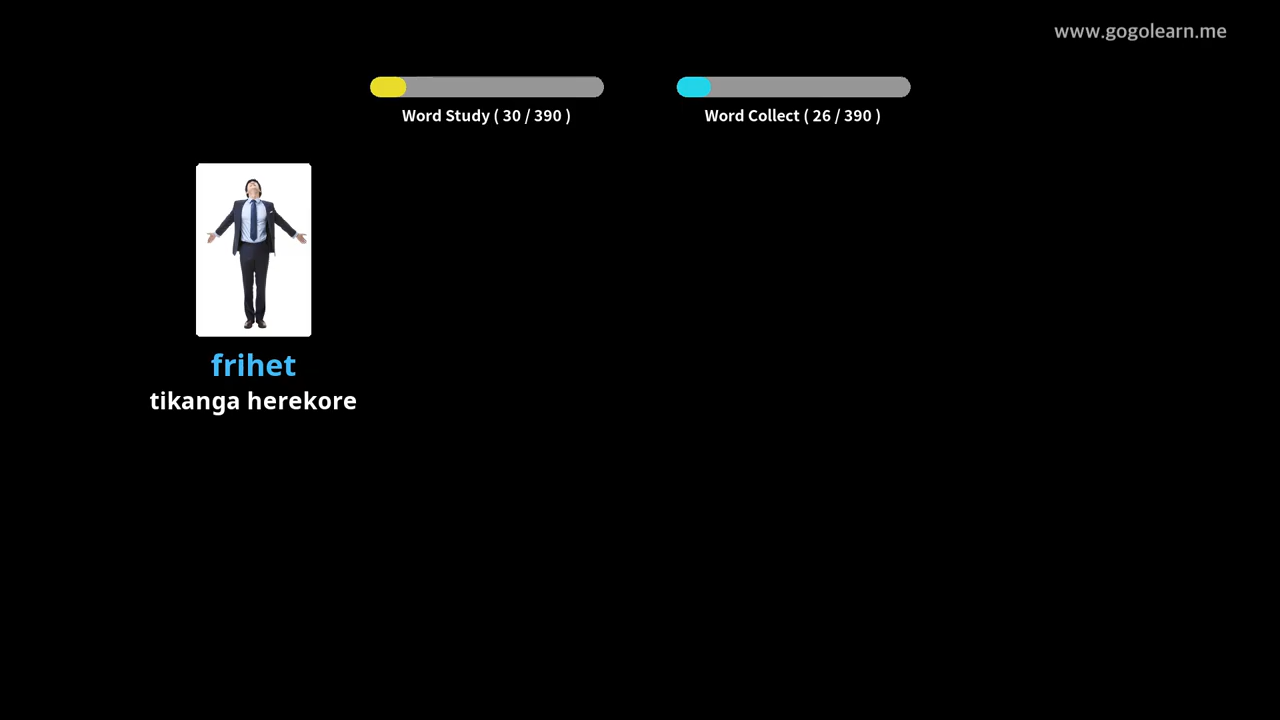 www.gogolearn.me
Word Study ( 30 / 390 )
Word Collect ( 26 / 390 )
frihet
tikanga herekore